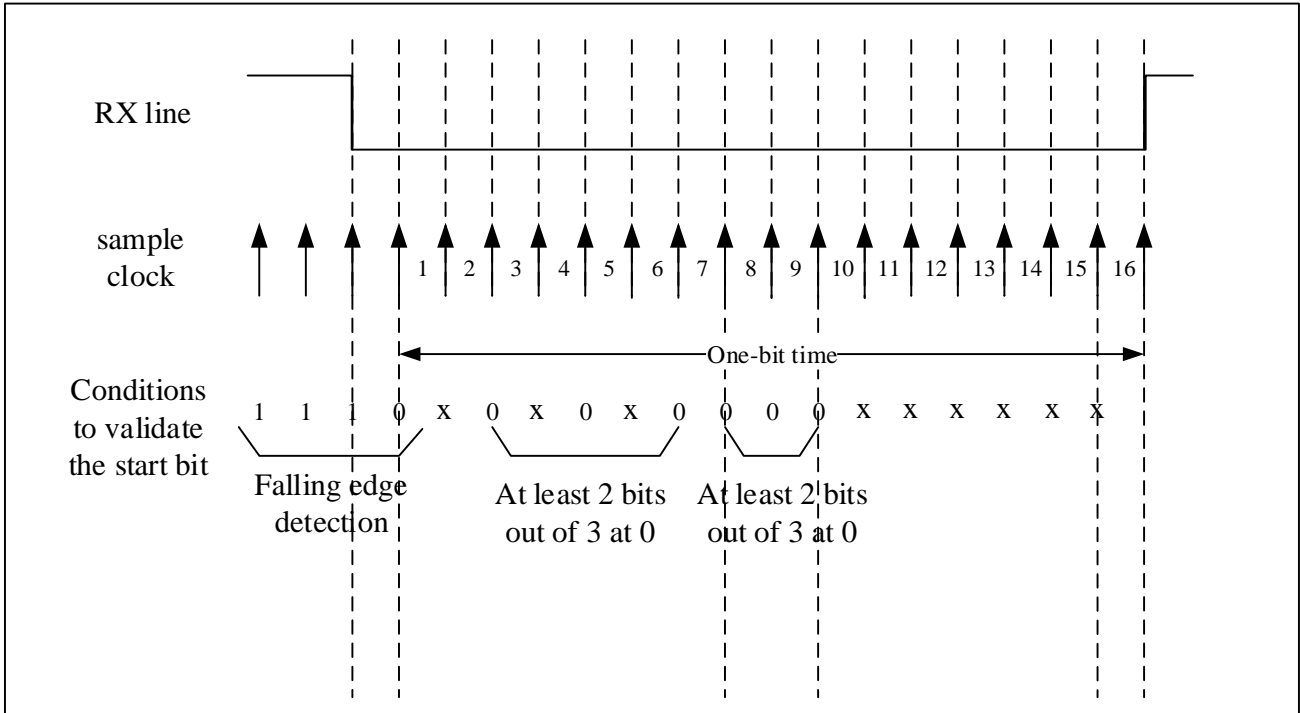 RX line
sample
clock
1 2 3 4 5 6 7 8 9 10 11 12 13 14 15 16
One-bit time
Conditions
to validate
the start bit
1 1 1 0 x 0 x 0 x 0 0 0 0 x x x x x x
Falling edge
detection
At least 2 bits
out of 3 at 0
At least 2 bits
out of 3 at 0